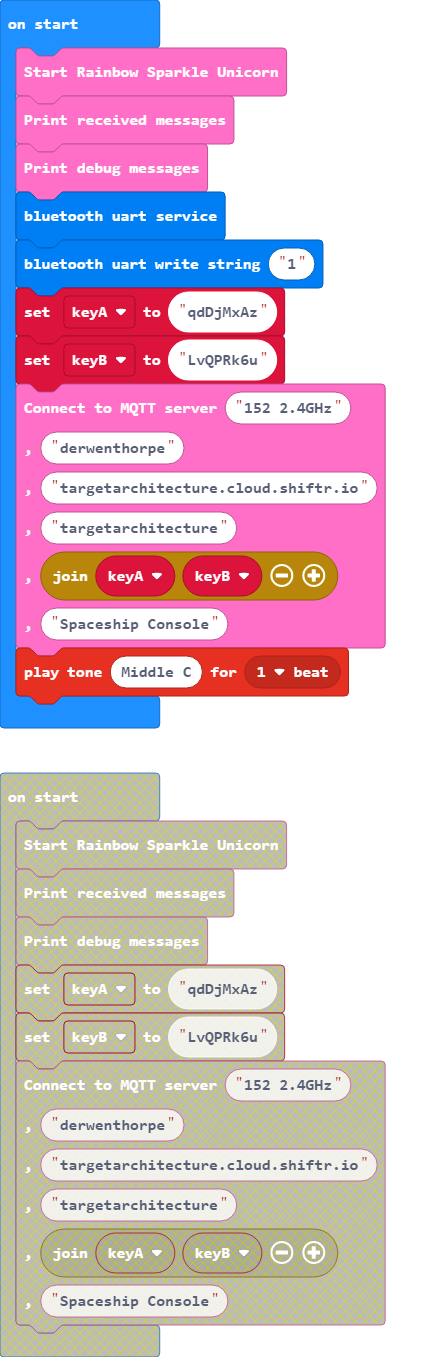 on start
Start Rainbow Sparkle Unicorn
Print received messages
Print debug messages
bluetooth uart service
bluetooth uart write string "1"
set keyA to "qdDjMxAz"
set keyB to "LvQPRk6u"
Connect to MQTT server "152 2.4GHz"
, "derwenthorpe"
, "targetarchitecture.cloud.shiftr.io"
, "targetarchitecture"
, join keyA keyB
, "Spaceship Console"
play tone Middle C for 1 beat
on start
Start Rainbow Sparkle Unicorn
Print received messages
Print debug messages
set keyA to "qdDjMxAz"
set keyB to "LvQPRk6u"
Connect to MQTT server "152 2.4GHz"
, "derwenthorpe"
, "targetarchitecture.cloud.shiftr.io"
, "targetarchitecture"
, join keyA keyB
, "Spaceship Console"